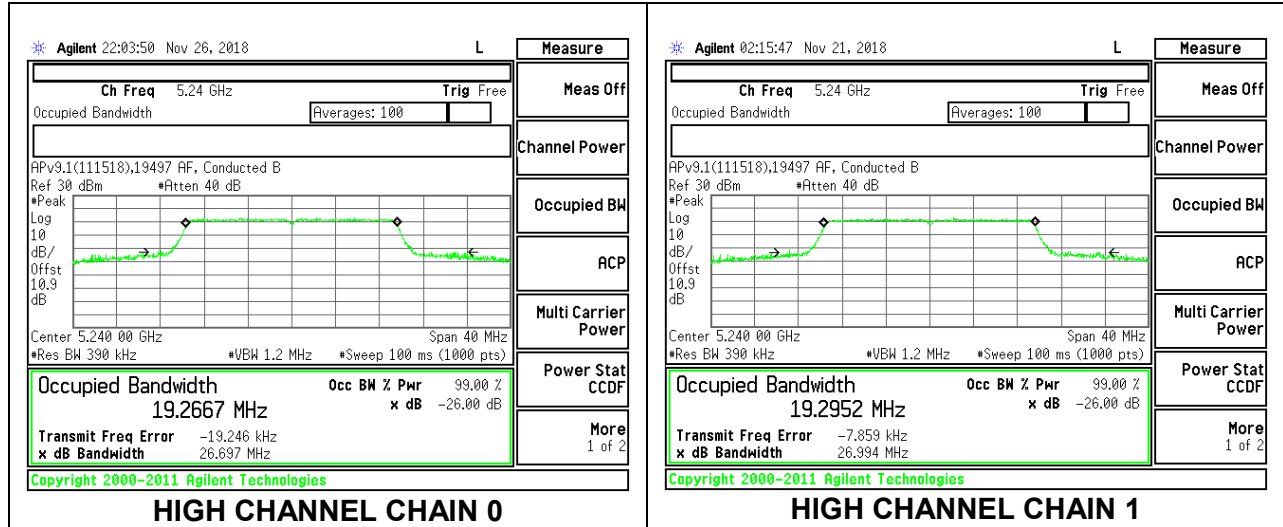 Agilent 22:03:50 Nov 26, 2018 L
Measure
Ch Freq 5.24 GHz Trig Free
Occupied Bandwidth Averages: 100
APv9.1(111518),19497 AF, Conducted B
Ref 30 dBm #Atten 40 dB
#Peak
Log
10
dB/
Offst
10.9
dB
Center 5.240 00 GHz Span 40 MHz
#Res BW 390 kHz #VBW 1.2 MHz #Sweep 100 ms (1000 pts)
Occupied Bandwidth Occ BW % Pwr 99.00 %
19.2667 MHz x dB -26.00 dB
Transmit Freq Error -19.246 kHz
x dB Bandwidth 26.697 MHz
Copyright 2000-2011 Agilent Technologies
Meas Off
Channel Power
Occupied BW
ACP
Multi Carrier
Power
Power Stat
CCDF
More
1 of 2
HIGH CHANNEL CHAIN 0
Agilent 02:15:47 Nov 21, 2018 L
Measure
Ch Freq 5.24 GHz Trig Free
Occupied Bandwidth Averages: 100
APv9.1(111518),19497 AF, Conducted B
Ref 30 dBm #Atten 40 dB
#Peak
Log
10
dB/
Offst
10.9
dB
Center 5.240 00 GHz Span 40 MHz
#Res BW 390 kHz #VBW 1.2 MHz #Sweep 100 ms (1000 pts)
Occupied Bandwidth Occ BW % Pwr 99.00 %
19.2952 MHz x dB -26.00 dB
Transmit Freq Error -7.859 kHz
x dB Bandwidth 26.994 MHz
Copyright 2000-2011 Agilent Technologies
Meas Off
Channel Power
Occupied BW
ACP
Multi Carrier
Power
Power Stat
CCDF
More
1 of 2
HIGH CHANNEL CHAIN 1